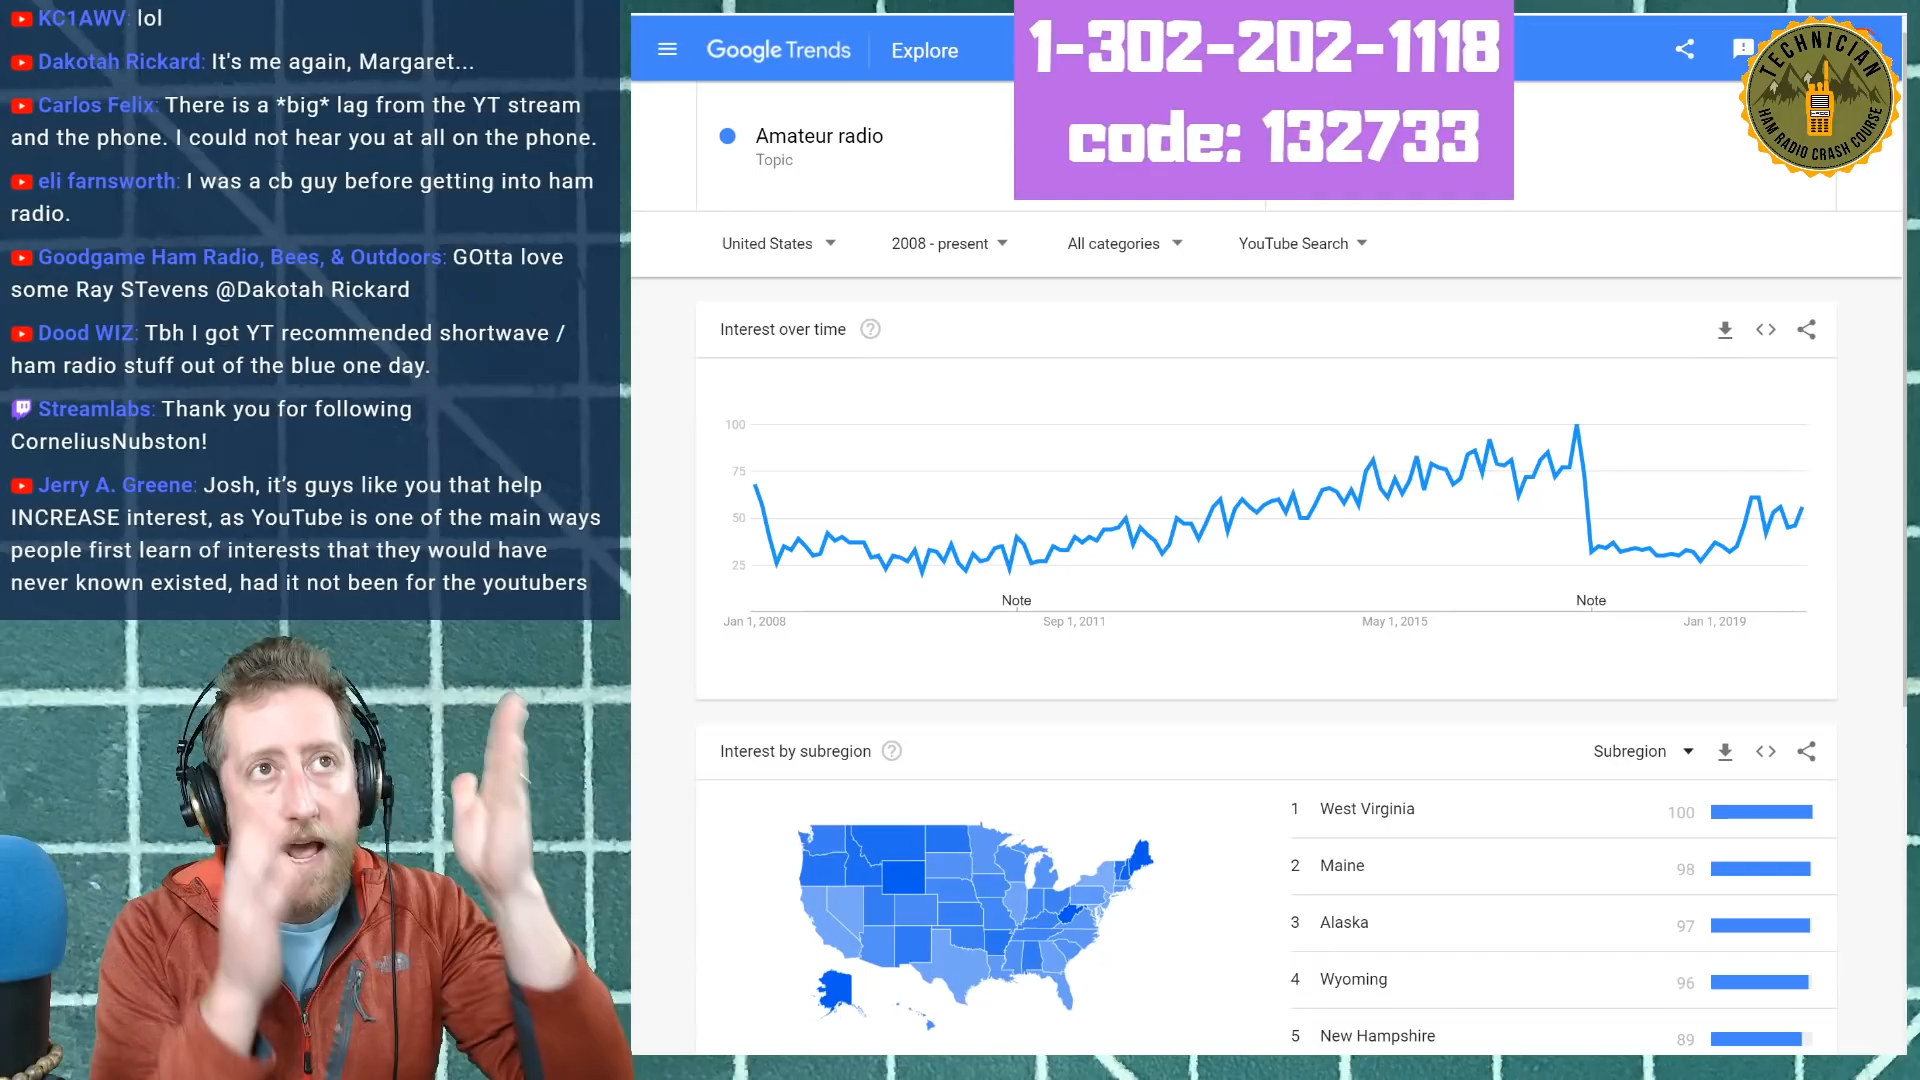 KC1AWV: lol
Dakotah Rickard: It's me again, Margaret...
Carlos Felix: There is a *big* lag from the YT stream
and the phone. I could not hear you at all on the phone.
eli farnsworth: I was a cb guy before getting into ham
radio.
Goodgame Ham Radio, Bees, & Outdoors: GOtta love
some Ray STevens @Dakotah Rickard
Dood WIZ: Tbh I got YT recommended shortwave /
ham radio stuff out of the blue one day.
Streamlabs: Thank you for following
CorneliusNubston!
Jerry A. Greene: Josh, it's guys like you that help
INCREASE interest, as YouTube is one of the main ways
people first learn of interests that they would have
never known existed, had it not been for the youtubers
Google Trends Explore
1-302-202-1118
code: 132733
TECHNICIAN
HAM RADIO CRASH COURSE
Amateur radio
Topic
United States 2008 - present All categories YouTube Search
Interest over time
100
75
50
25
Note Note
Jan 1, 2008 Sep 1, 2011 May 1, 2015 Jan 1, 2019
Interest by subregion Subregion
1 West Virginia 100
2 Maine 98
3 Alaska 97
4 Wyoming 96
5 New Hampshire 89